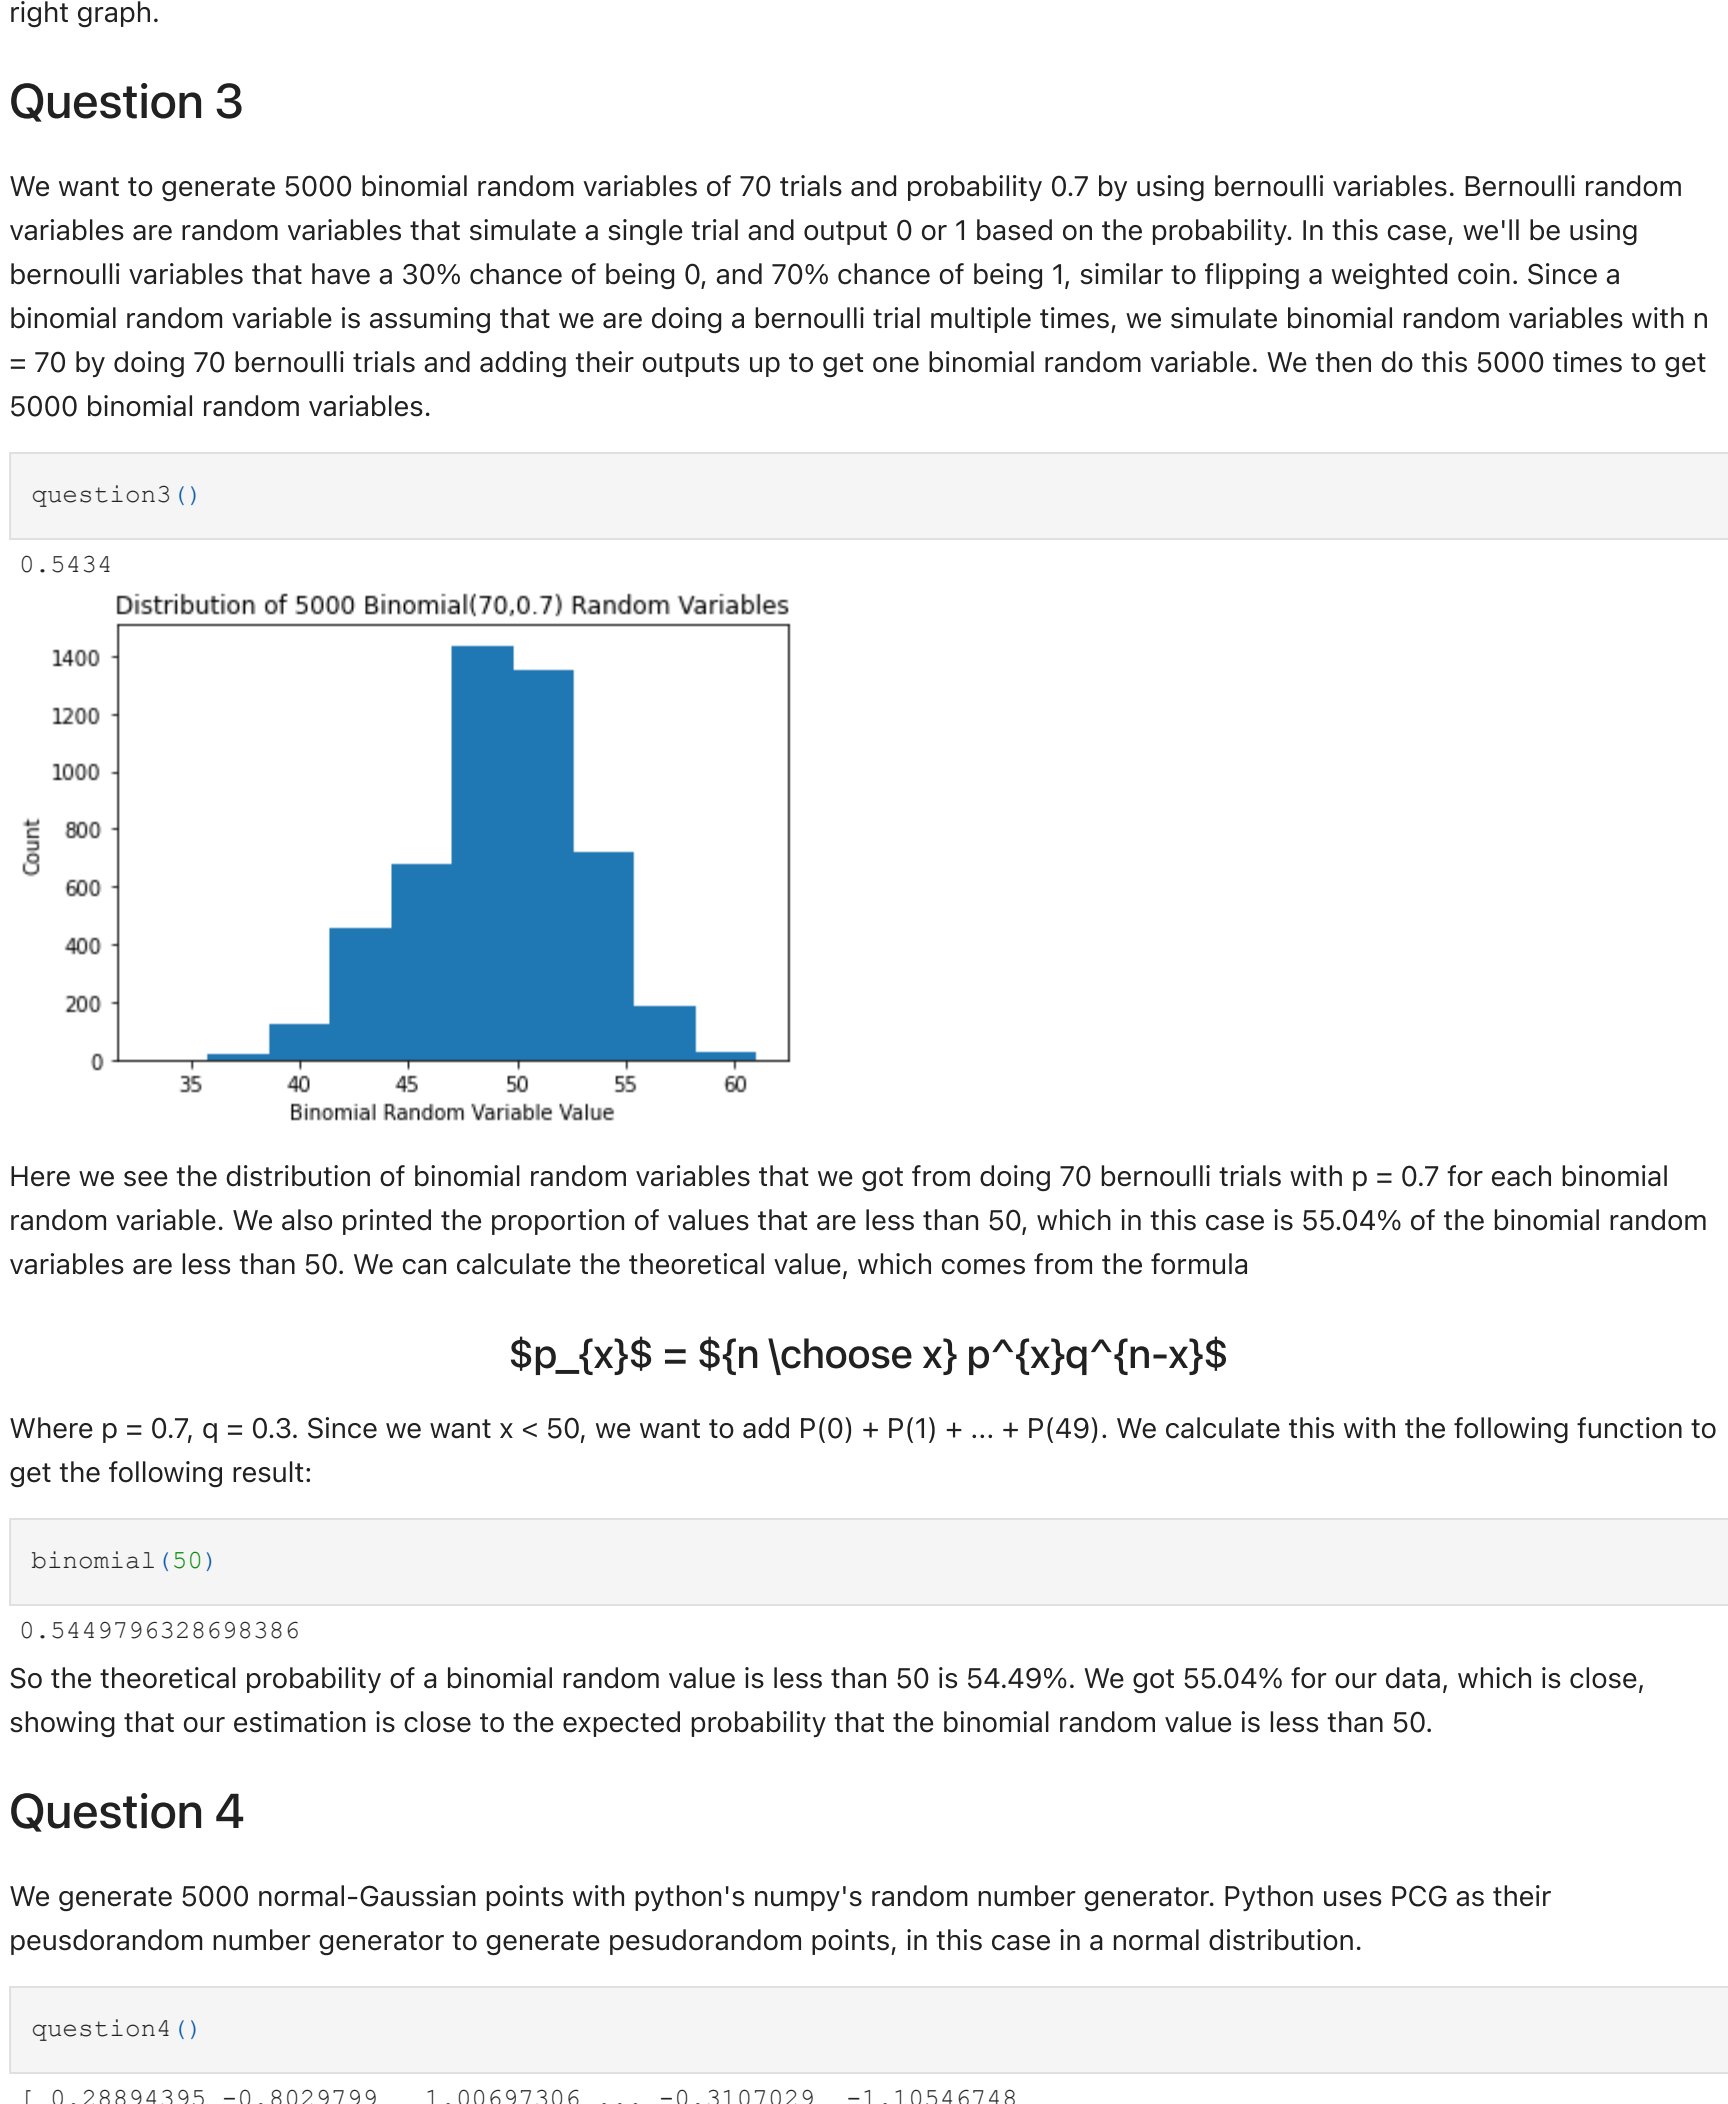 right graph.
Question 3
We want to generate 5000 binomial random variables of 70 trials and probability 0.7 by using bernoulli variables. Bernoulli random
variables are random variables that simulate a single trial and output 0 or 1 based on the probability. In this case, we'll be using
bernoulli variables that have a 30% chance of being 0, and 70% chance of being 1, similar to flipping a weighted coin. Since a
binomial random variable is assuming that we are doing a bernoulli trial multiple times, we simulate binomial random variables with n
= 70 by doing 70 bernoulli trials and adding their outputs up to get one binomial random variable. We then do this 5000 times to get
5000 binomial random variables.
question3()
0.5434
Distribution of 5000 Binomial(70,0.7) Random Variables
1400
1200
1000
800
600
400
200
0
Count
35 40 45 50 55 60
Binomial Random Variable Value
Here we see the distribution of binomial random variables that we got from doing 70 bernoulli trials with p = 0.7 for each binomial
random variable. We also printed the proportion of values that are less than 50, which in this case is 55.04% of the binomial random
variables are less than 50. We can calculate the theoretical value, which comes from the formula
$p_{x}$ = ${n \choose x} p^{x}q^{n-x}$
Where p = 0.7, q = 0.3. Since we want x < 50, we want to add P(0) + P(1) + ... + P(49). We calculate this with the following function to
get the following result:
binomial(50)
0.5449796328698386
So the theoretical probability of a binomial random value is less than 50 is 54.49%. We got 55.04% for our data, which is close,
showing that our estimation is close to the expected probability that the binomial random value is less than 50.
Question 4
We generate 5000 normal-Gaussian points with python's numpy's random number generator. Python uses PCG as their
peusdorandom number generator to generate pesudorandom points, in this case in a normal distribution.
question4()
[ 0.28894395 -0.8029799   1.00697306 ... -0.3107029  -1.10546748